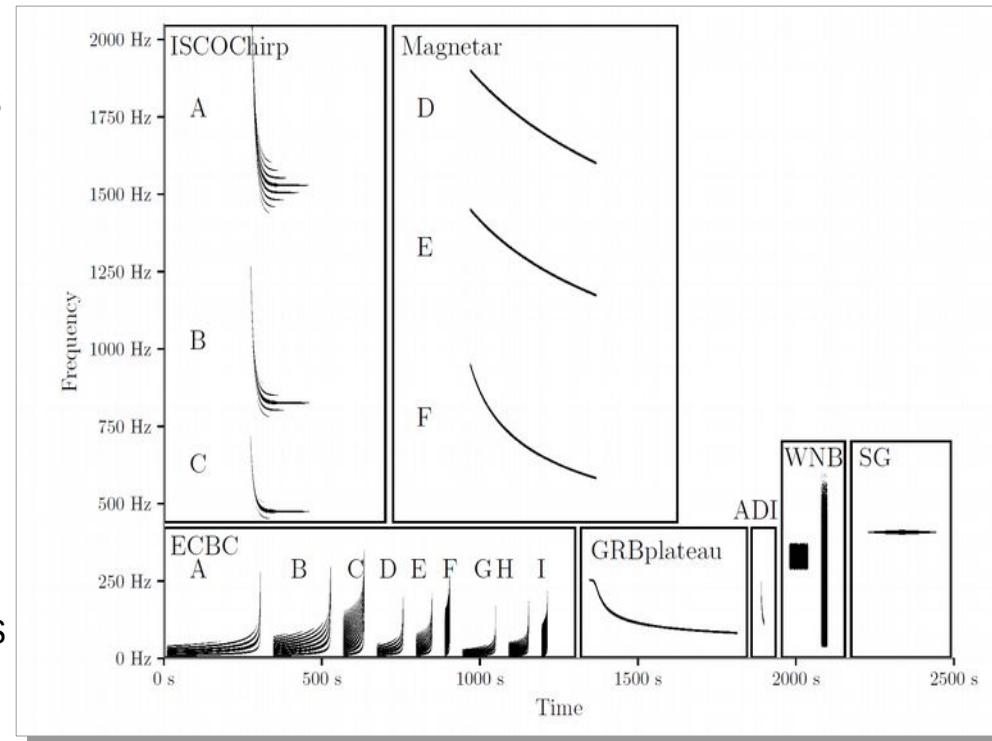 2000 Hz
1750 Hz
1500 Hz
1250 Hz
1000 Hz
750 Hz
500 Hz
250 Hz
0 Hz
Frequency
ISCOChirp
A
B
C
Magnetar
D
E
F
ECBC
A B C D E F G H I
GRBplateau
ADI
WNB
SG
0 s 500 s 1000 s 1500 s 2000 s 2500 s
Time
s